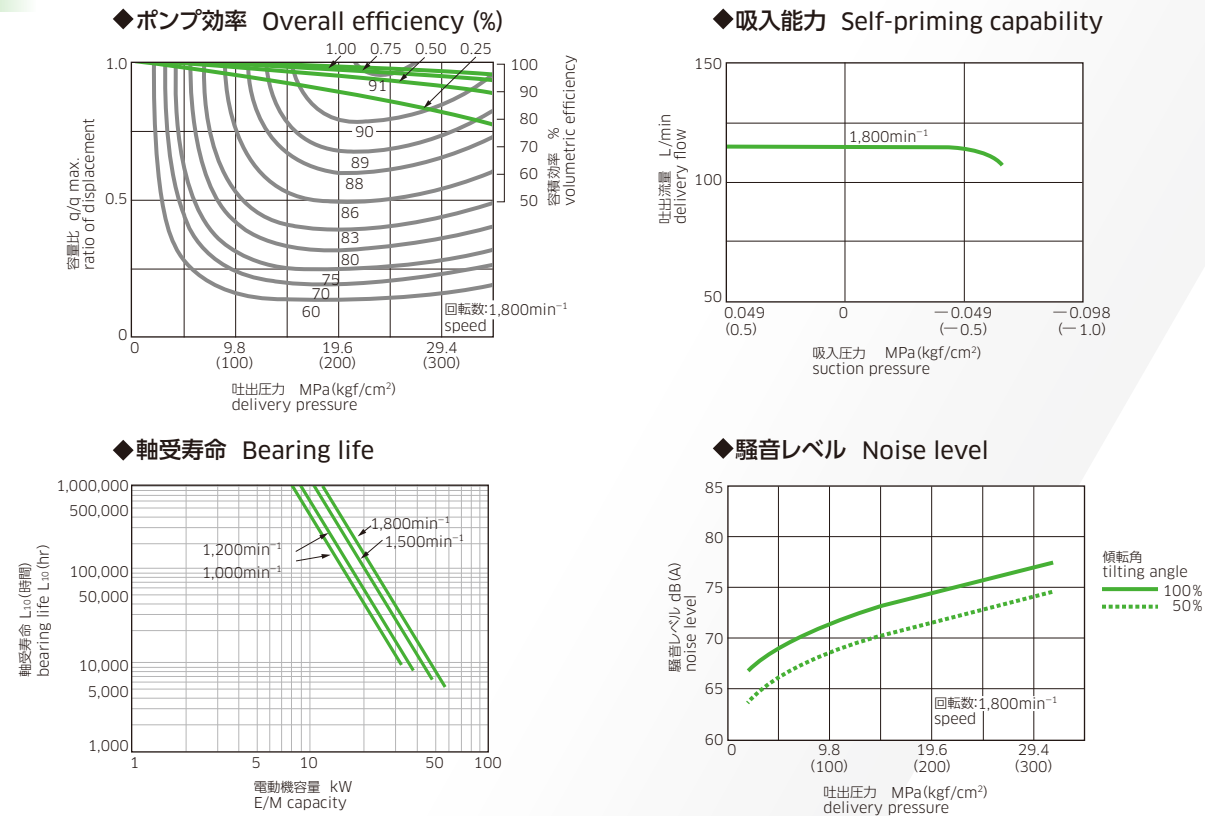 ◆ポンプ効率 Overall efficiency (%)
1.00 0.75 0.50 0.25
1.0
0.5
0
容量比 q/q max.
ratio of displacement
100
90
80
70
60
50
容積効率 %
volumetric efficiency
91
90
89
88
86
83
80
75
70
60
回転数:1,800min⁻¹
speed
0 9.8 19.6 29.4
(100) (200) (300)
吐出圧力 MPa(kgf/cm²)
delivery pressure
◆吸入能力 Self-priming capability
150
100
50
吐出流量 L/min
delivery flow
1,800min⁻¹
0.049 0 −0.049 −0.098
(0.5) (−0.5) (−1.0)
吸入圧力 MPa(kgf/cm²)
suction pressure
◆軸受寿命 Bearing life
1,000,000
500,000
100,000
50,000
10,000
5,000
1,000
軸受寿命 L₁₀(時間)
bearing life L₁₀(hr)
1,800min⁻¹
1,500min⁻¹
1,200min⁻¹
1,000min⁻¹
1 5 10 50 100
電動機容量 kW
E/M capacity
◆騒音レベル Noise level
85
80
75
70
65
60
騒音レベル dB(A)
noise level
回転数:1,800min⁻¹
speed
0 9.8 19.6 29.4
(100) (200) (300)
吐出圧力 MPa(kgf/cm²)
delivery pressure
傾転角
tilting angle
100%
50%